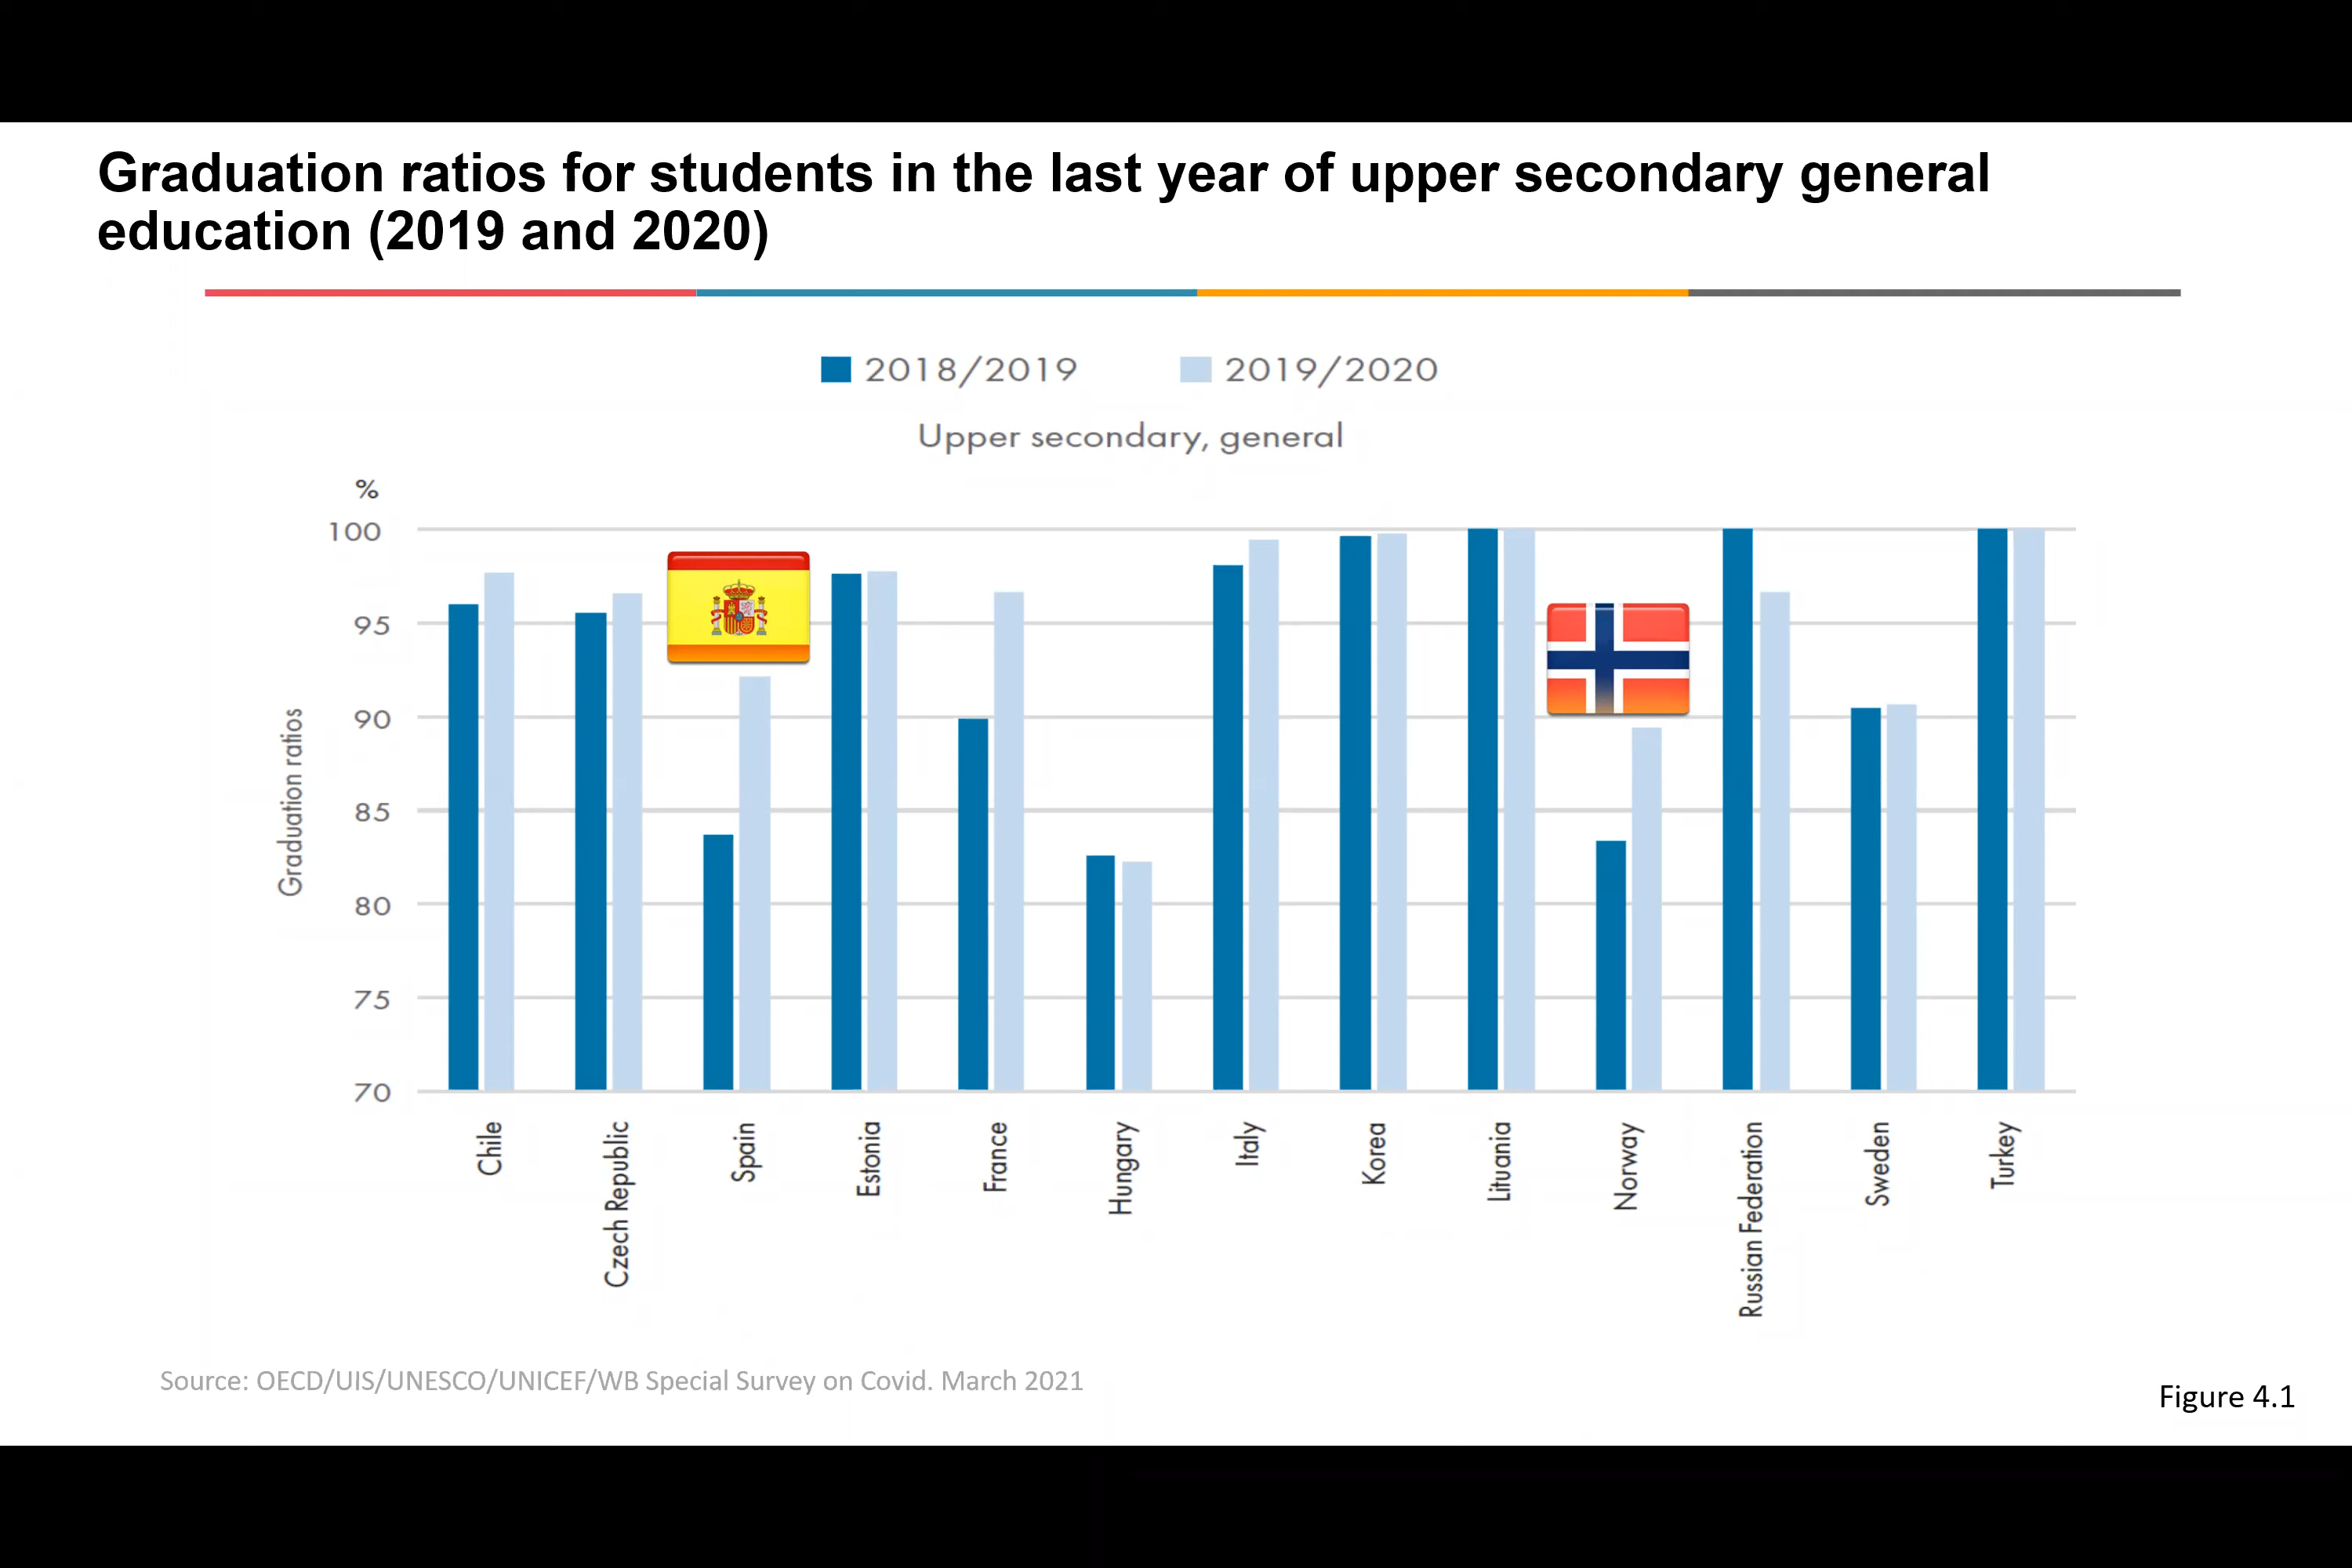 Graduation ratios for students in the last year of upper secondary general
education (2019 and 2020)
2018/2019
2019/2020
Upper secondary, general
%
100
95
90
85
80
75
70
Graduation ratios
Chile
Czech Republic
Spain
Estonia
France
Hungary
Italy
Korea
Lituania
Norway
Russian Federation
Sweden
Turkey
Source: OECD/UIS/UNESCO/UNICEF/WB Special Survey on Covid. March 2021
Figure 4.1